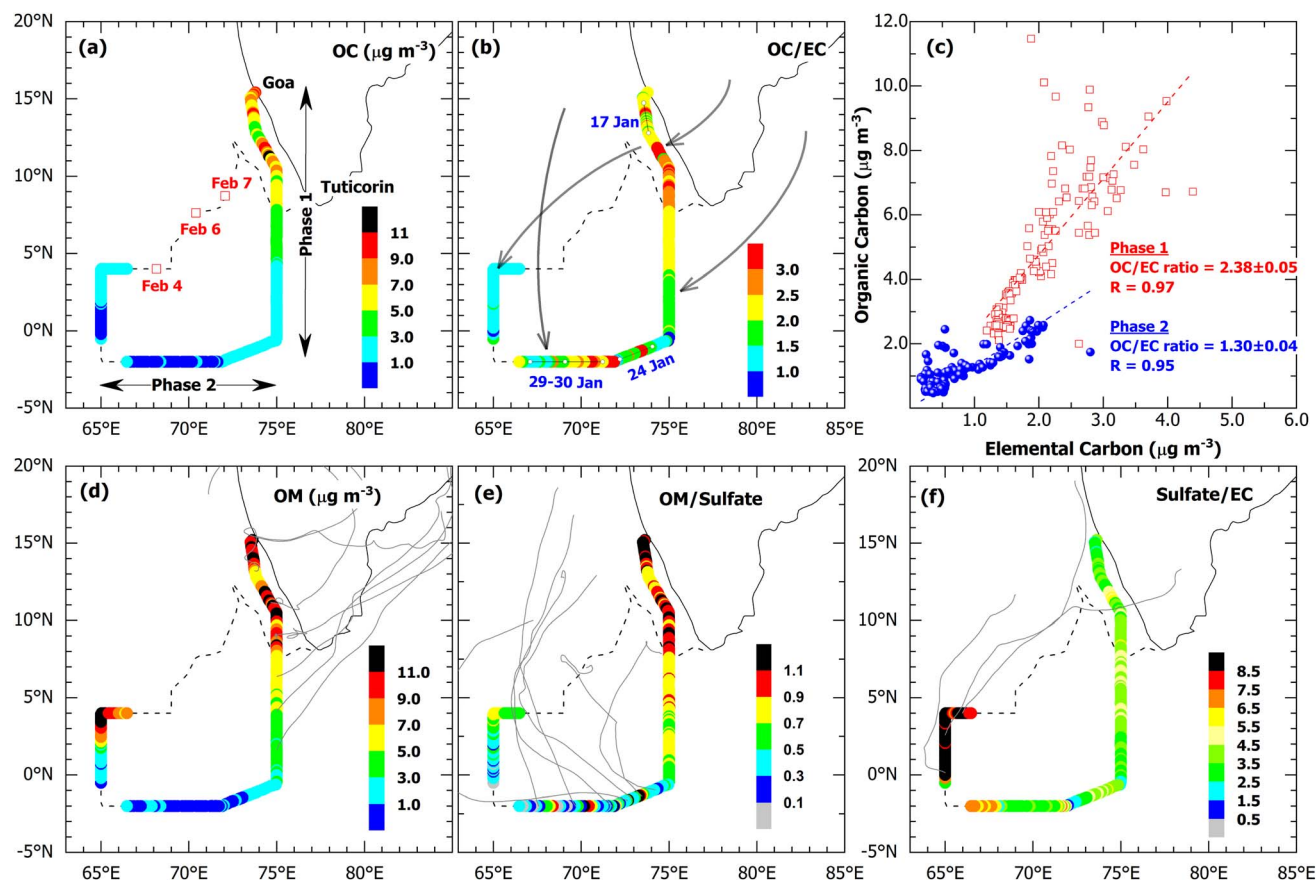 (a)
OC (μg m⁻³)
Goa
Phase 1
Tuticorin
Feb 7
Feb 6
Feb 4
Phase 2
11
9.0
7.0
5.0
3.0
1.0
20°N
15°N
10°N
5°N
0°N
-5°N
65°E 70°E 75°E 80°E
(b)
OC/EC
17 Jan
24 Jan
29-30 Jan
3.0
2.5
2.0
1.5
1.0
65°E 70°E 75°E 80°E 85°E
(c)
Organic Carbon (μg m⁻³)
12.0
10.0
8.0
6.0
4.0
2.0
Phase 1
OC/EC ratio = 2.38±0.05
R = 0.97
Phase 2
OC/EC ratio = 1.30±0.04
R = 0.95
1.0 2.0 3.0 4.0 5.0 6.0
Elemental Carbon (μg m⁻³)
(d)
OM (μg m⁻³)
11.0
9.0
7.0
5.0
3.0
1.0
20°N
15°N
10°N
5°N
0°N
-5°N
65°E 70°E 75°E 80°E
(e)
OM/Sulfate
1.1
0.9
0.7
0.5
0.3
0.1
65°E 70°E 75°E 80°E 85°E
(f)
Sulfate/EC
8.5
7.5
6.5
5.5
4.5
3.5
2.5
1.5
0.5
20°N
15°N
10°N
5°N
0°N
-5°N
65°E 70°E 75°E 80°E 85°E